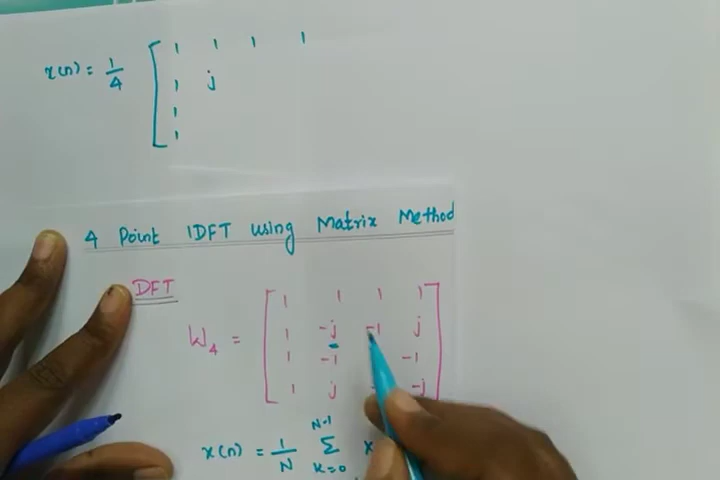 x(n) = 1/4 [ 1 1 1 1
1 j
1
1
4 Point IDFT using Matrix Method
DFT
W4 = [ 1 1 1 1
1 -j -1 j
1 -1 -1
1 j -j ]
x(n) = 1/N Σ N-1 K=0 X